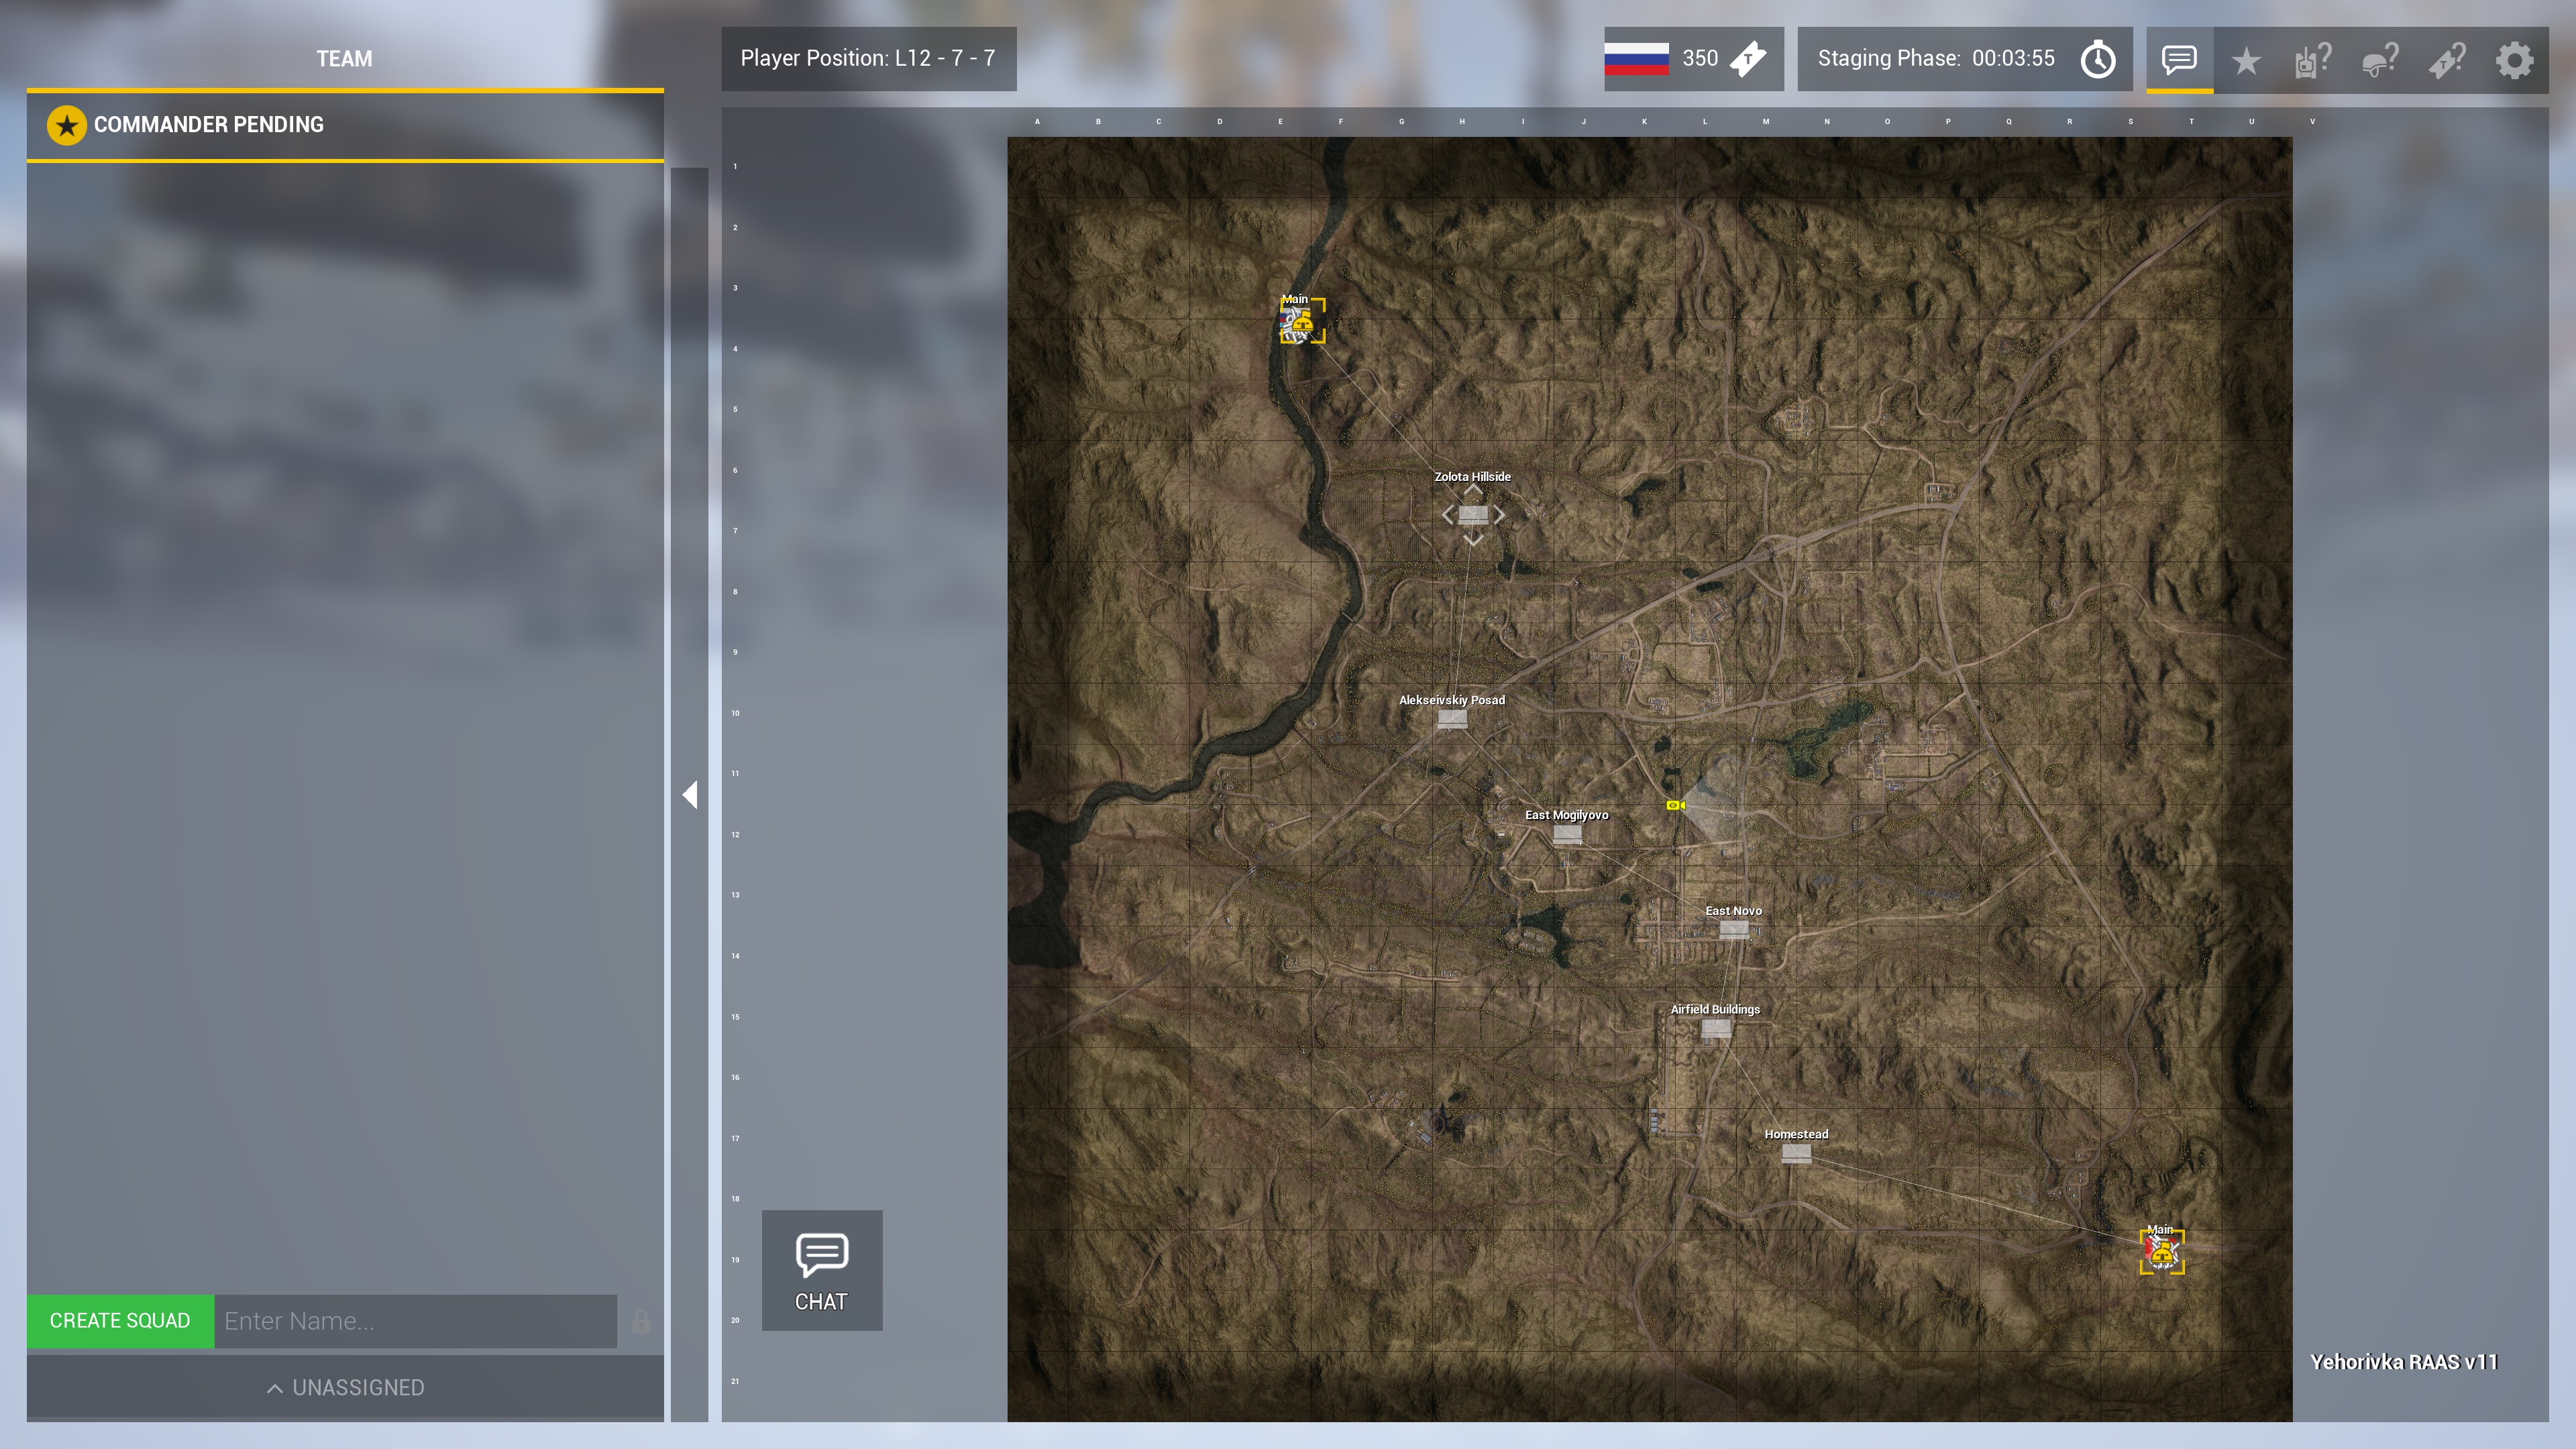 TEAM
Player Position: L12 - 7 - 7
350
T
Staging Phase: 00:03:55
COMMANDER PENDING
A B C D E F G H I J K L M N O P Q R S T U V
1
2
3
Main
4
5
6
Zolota Hillside
7
8
9
Alekseivskiy Posad
10
11
East Mogilyovo
12
13
East Novo
14
Airfield Buildings
15
16
Homestead
17
18
Main
19
CHAT
20
CREATE SQUAD Enter Name...
Yehorivka RAAS v11
21
UNASSIGNED